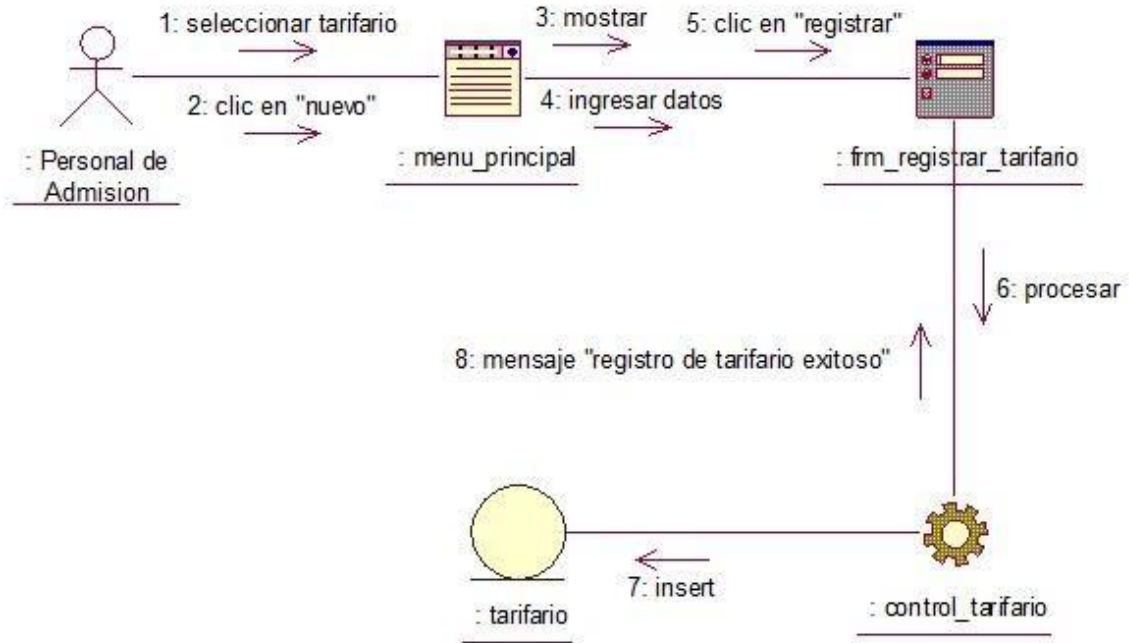 1: seleccionar tarifario
3: mostrar
5: clic en "registrar"
2: clic en "nuevo"
4: ingresar datos
: Personal de
Admision
: menu_principal
: frm_registrar_tarifario
6: procesar
8: mensaje "registro de tarifario exitoso"
7: insert
: tarifario
: control_tarifario